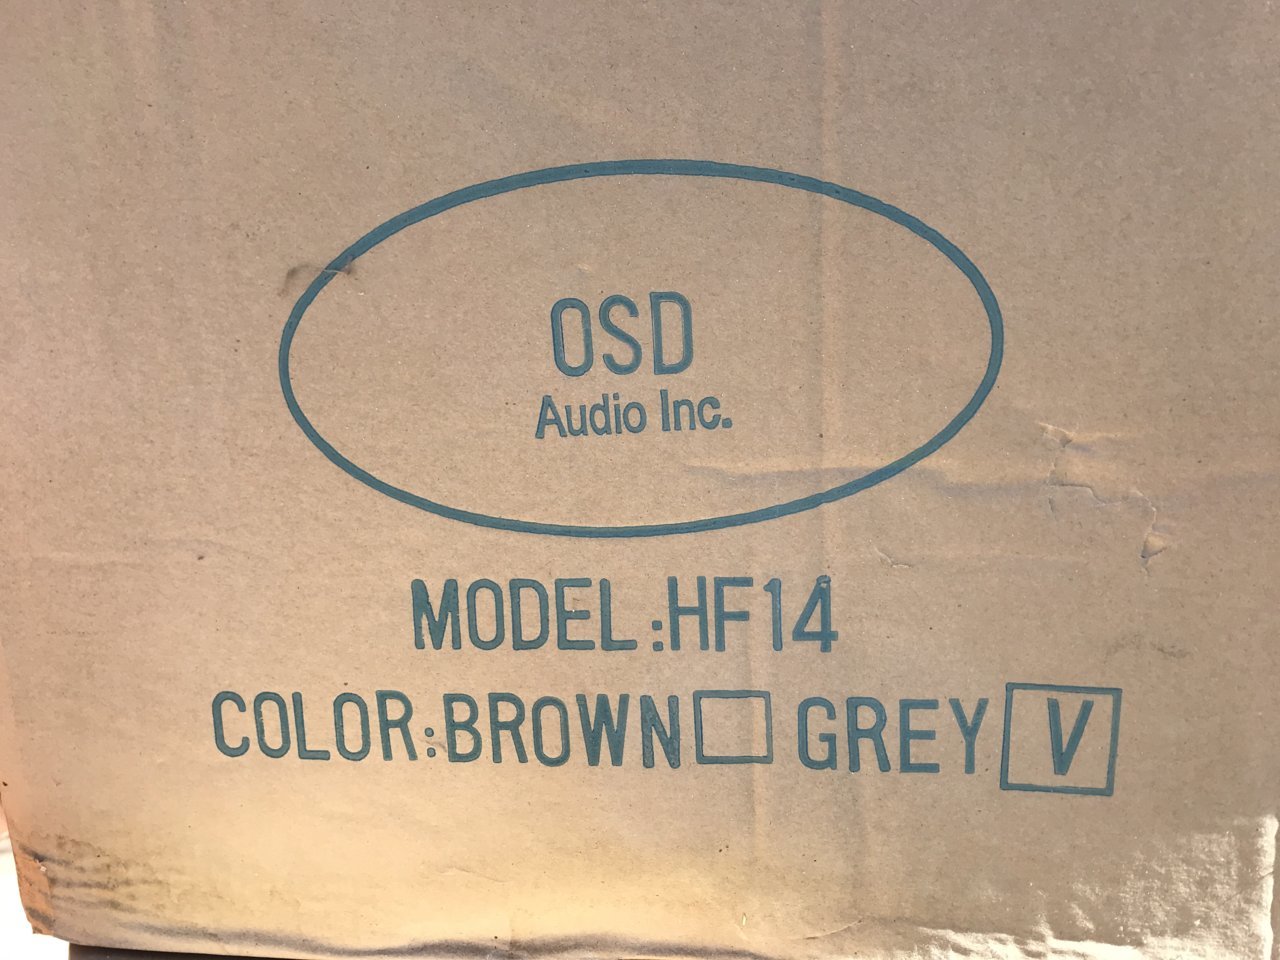 OSD
Audio Inc.
MODEL:HF14
COLOR:BROWN GREY V